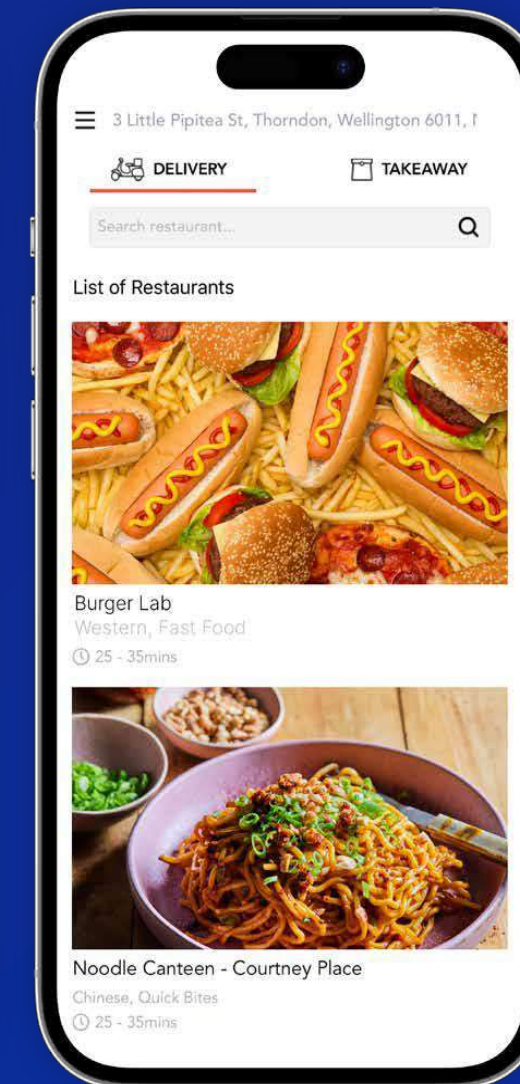 3 Little Pipitea St, Thorndon, Wellington 6011,
DELIVERY
TAKEAWAY
Search restaurant...
List of Restaurants
Burger Lab
Western, Fast Food
25 - 35mins
Noodle Canteen - Courtney Place
Chinese, Quick Bites
25 - 35mins